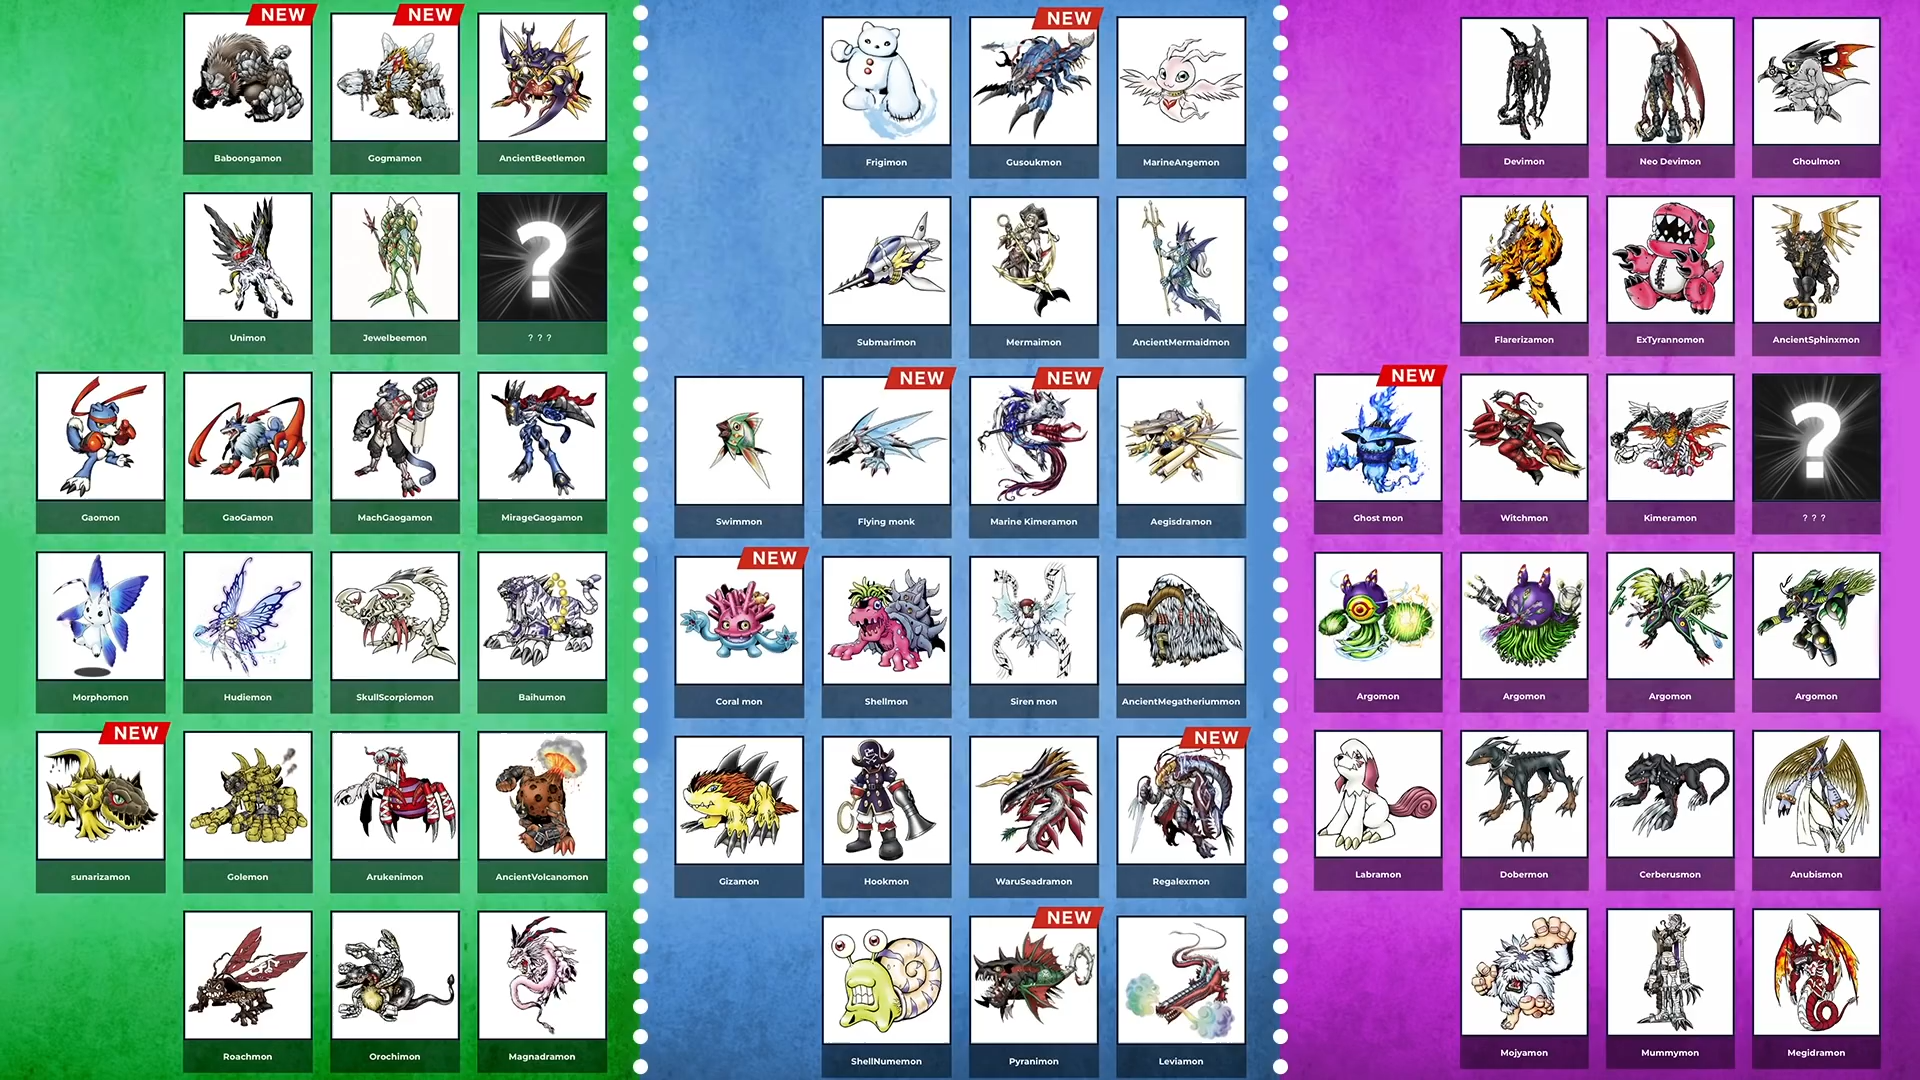 NEW
NEW
Baboongamon
Gogmamon
AncientBeetlemon
Unimon
Jewelbeemon
?
? ? ?
Gaomon
GaoGamon
MachGaogamon
MirageGaogamon
Morphomon
Hudiemon
SkullScorpiomon
Baihumon
NEW
sunarizamon
Golemon
Arukenimon
AncientVolcanomon
Roachmon
Orochimon
Magnadramon
NEW
Frigimon
Gusoukmon
MarineAngemon
Submarimon
Mermaimon
AncientMermaidmon
NEW
NEW
Swimmon
Flying monk
Marine Kimeramon
Aegisdramon
NEW
Coral mon
Shellmon
Siren mon
AncientMegatheriummon
NEW
Gizamon
Hookmon
WaruSeadramon
Regalexmon
NEW
ShellNumemon
Pyranimon
Leviamon
Devimon
Neo Devimon
Ghoulmon
Flarerizamon
ExTyrannomon
AncientSphinxmon
NEW
?
Ghost mon
Witchmon
Kimeramon
? ? ?
Argomon
Argomon
Argomon
Argomon
Labramon
Dobermon
Cerberusmon
Anubismon
Mojyamon
Mummymon
Megidramon